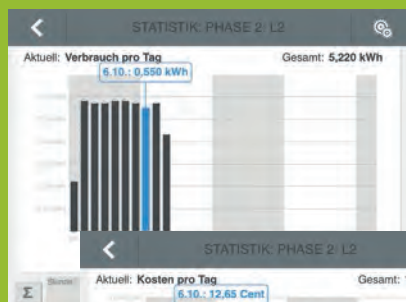 STATISTIK: PHASE 2: L2
Aktuell: Verbrauch pro Tag Gesamt: 5,220 kWh
6.10.: 0,550 kWh
STATISTIK: PHASE 2: L2
Σ Stunde
Aktuell: Kosten pro Tag Gesamt:
6.10.: 12,65 Cent